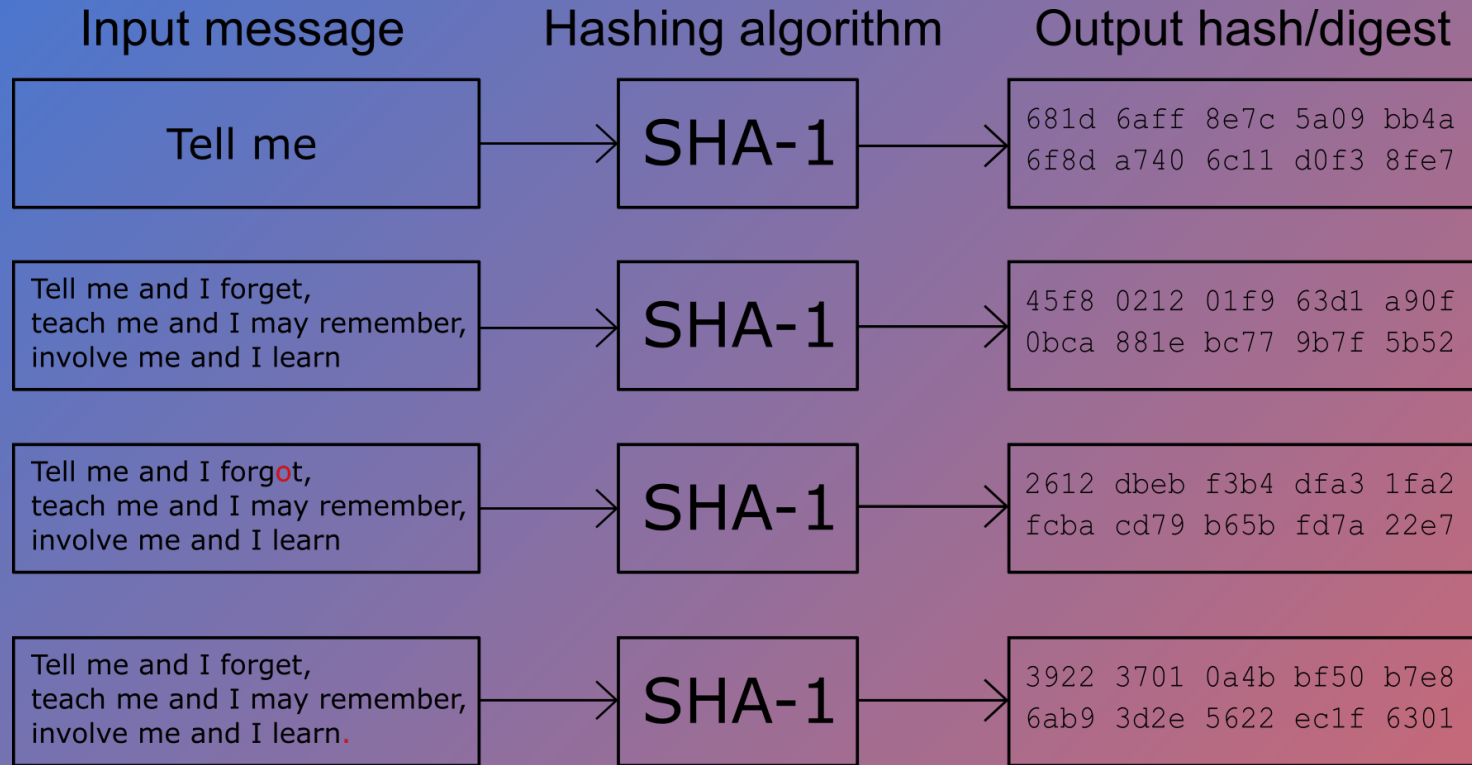 Input message
Hashing algorithm
Output hash/digest
Tell me
SHA-1
681d 6aff 8e7c 5a09 bb4a
6f8d a740 6c11 d0f3 8fe7
Tell me and I forget,
teach me and I may remember,
involve me and I learn
SHA-1
45f8 0212 01f9 63d1 a90f
0bca 881e bc77 9b7f 5b52
Tell me and I forgot,
teach me and I may remember,
involve me and I learn
SHA-1
2612 dbeb f3b4 dfa3 1fa2
fcba cd79 b65b fd7a 22e7
Tell me and I forget,
teach me and I may remember,
involve me and I learn.
SHA-1
3922 3701 0a4b bf50 b7e8
6ab9 3d2e 5622 ec1f 6301